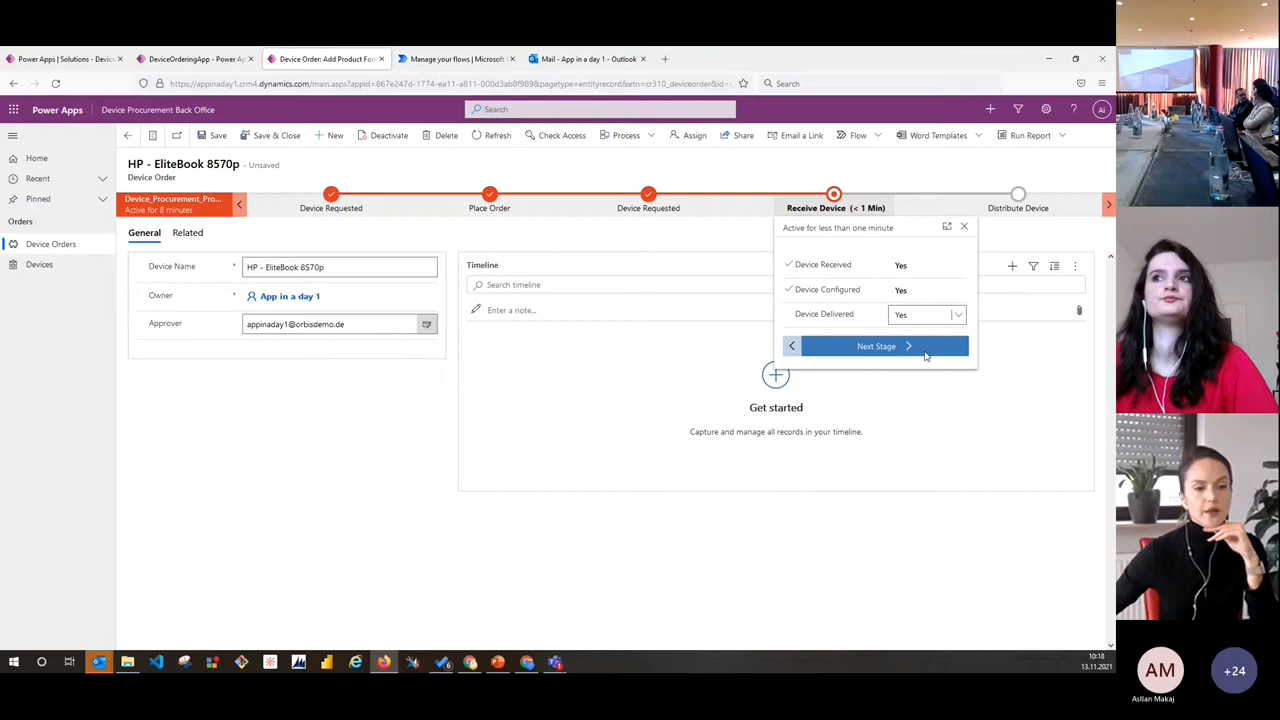 Power Apps | Solutions - Device
DeviceOrderingApp - Power Ap
Device Order: Add Product Form
Manage your flows | Microsoft
Mail - App in a day 1 - Outlook
https://appinaday1.crm4.dynamics.com/main.aspx?appid=867e247d-1774-ea11-a811-000d3ab8f989&pagetype=entityrecord&etn=cr310_deviceorder&id=
Search
Power Apps
Device Procurement Back Office
Search
Ai
Save
Save & Close
New
Deactivate
Delete
Refresh
Check Access
Process
Assign
Share
Email a Link
Flow
Word Templates
Run Report
Home
Recent
Pinned
Orders
Device Orders
Devices
HP - EliteBook 8570p - Unsaved
Device Order
Device_Procurement_Pro...
Active for 8 minutes
Device Requested
Place Order
Device Requested
Receive Device (< 1 Min)
Distribute Device
General
Related
Device Name * HP - EliteBook 8570p
Owner * App in a day 1
Approver appinaday1@orbisdemo.de
Timeline
Search timeline
Enter a note...
Get started
Capture and manage all records in your timeline.
Active for less than one minute
Device Received Yes
Device Configured Yes
Device Delivered Yes
Next Stage
10:18
13.11.2021
AM
Asllan Makaj
+24